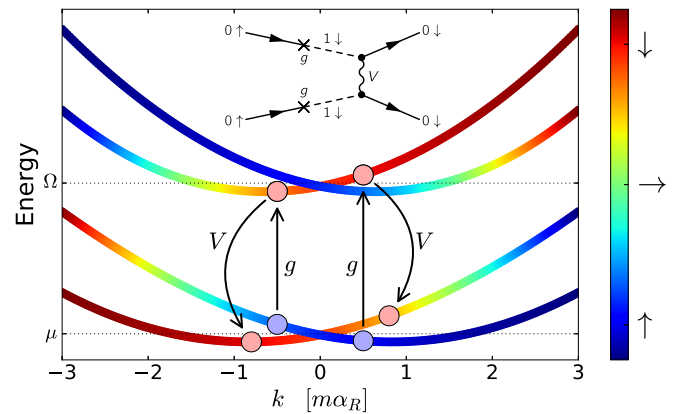 0↑ g 1↓ 0↓
V
0↑ g 1↓ 0↓
Energy
Ω
μ
V g g V
↓
→
↑
−3 −2 −1 0 1 2 3
k [mα_R]